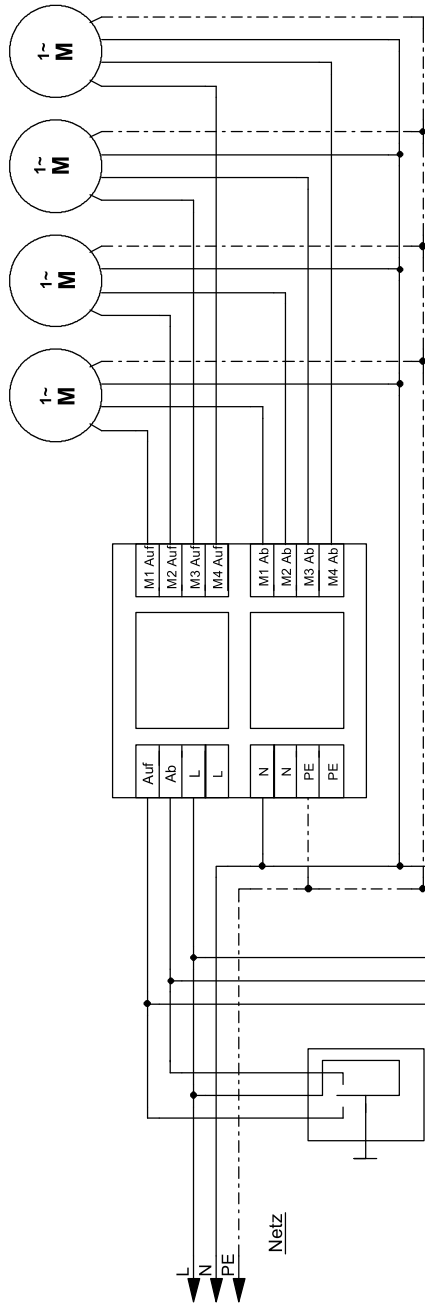 1~
M
1~
M
1~
M
1~
M
M1 Auf
M2 Auf
M3 Auf
M4 Auf
M1 Ab
M2 Ab
M3 Ab
M4 Ab
Auf
Ab
L
L
N
N
PE
PE
L
N
PE
Netz